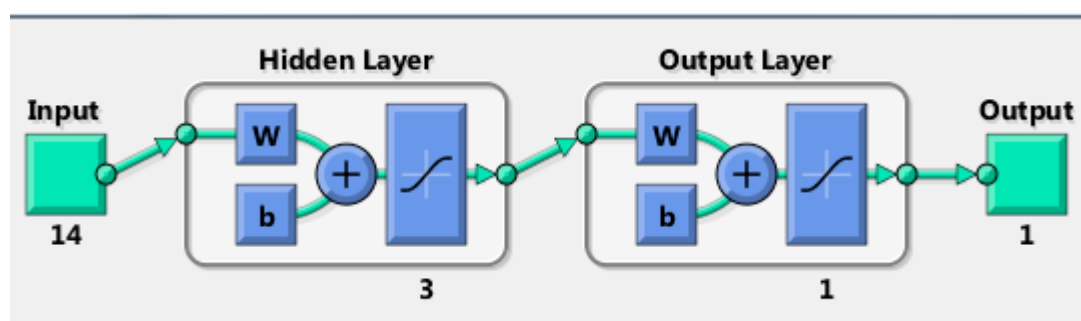 Hidden Layer
Output Layer
Input
Output
W
W
+
+
b
b
14
1
3
1